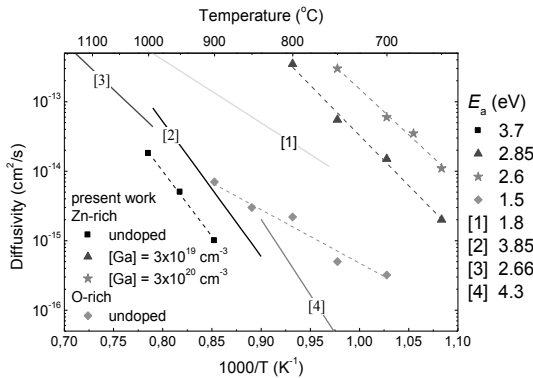 Temperature (°C)
1100 1000 900 800 700
Diffusivity (cm²/s)
10⁻¹³
10⁻¹⁴
10⁻¹⁵
10⁻¹⁶
[3]
[2]
[1]
[4]
present work
Zn-rich
undoped
[Ga] = 3x10¹⁹ cm⁻³
[Ga] = 3x10²⁰ cm⁻³
O-rich
undoped
0,70 0,75 0,80 0,85 0,90 0,95 1,00 1,05 1,10
1000/T (K⁻¹)
Eₐ (eV)
3.7
2.85
2.6
1.5
[1] 1.8
[2] 3.85
[3] 2.66
[4] 4.3